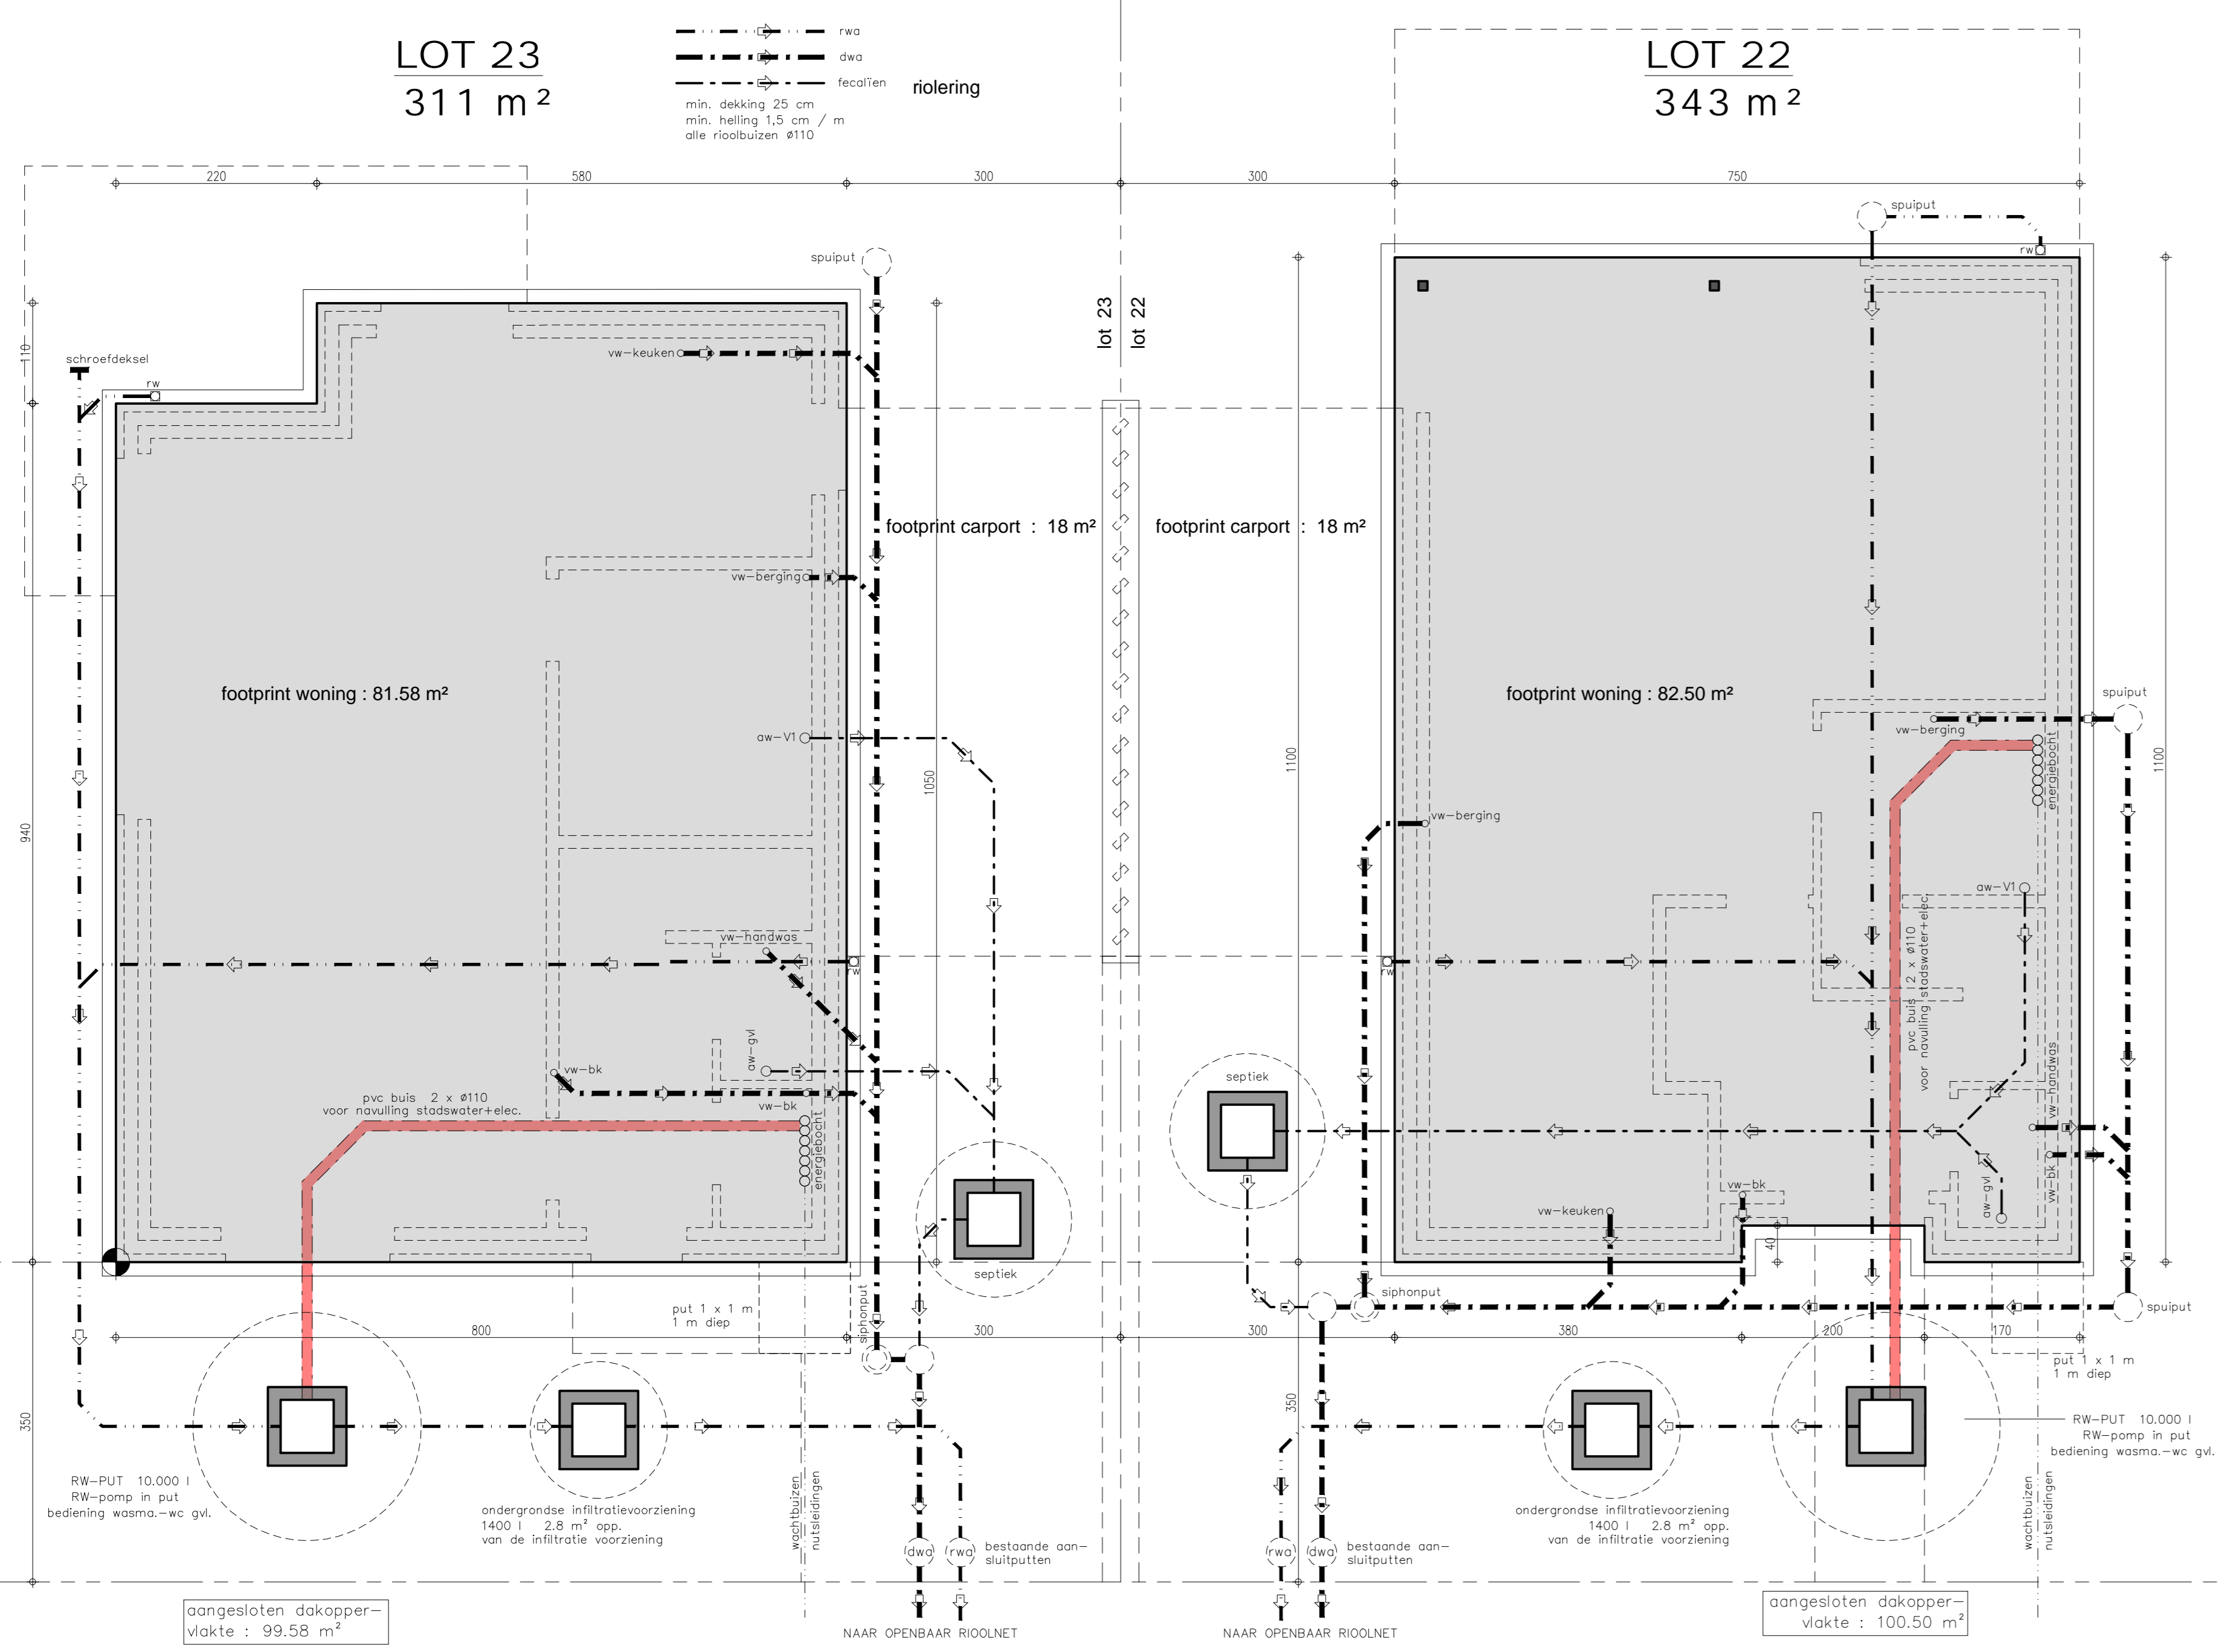 LOT 23
311 m²
rwa
dwa
fecaliën
riolering
min. dekking 25 cm
min. helling 1,5 cm / m
alle rioolbuizen ø110
LOT 22
343 m²
220
580
300
300
750
spuiput
rw
spuiput
110
schroefdeksel
rw
vw-keuken
lot 23
lot 22
footprint carport : 18 m²
footprint carport : 18 m²
vw-berging
footprint woning : 81.58 m²
footprint woning : 82.50 m²
spuiput
vw-berging
energiebocht
aw-V1
1050
1100
1100
940
vw-berging
aw-V1
pvc buis 2 x ø110
voor navulling stadswater+elec.
vw-handwas
rw
rw
aw-gvl
vw-bk
vw-bk
pvc buis 2 x ø110
voor navulling stadswater+elec.
energiebocht
septiek
septiek
vw-handwas
vw-bk
aw-gvl
vw-bk
vw-keuken
40
siphonput
siphonput
spuiput
put 1 x 1 m
1 m diep
800
300
300
380
200
170
put 1 x 1 m
1 m diep
350
350
RW-PUT 10.000 l
RW-pomp in put
bediening wasma.-wc gvl.
ondergrondse infiltratievoorziening
1400 l 2.8 m² opp.
van de infiltratie voorziening
wachtbuizen
nutsleidingen
dwa
rwa
bestaande aan-
sluitputten
rwa
dwa
bestaande aan-
sluitputten
ondergrondse infiltratievoorziening
1400 l 2.8 m² opp.
van de infiltratie voorziening
RW-PUT 10.000 l
RW-pomp in put
bediening wasma.-wc gvl.
wachtbuizen
nutsleidingen
aangesloten dakopper-
vlakte : 99.58 m²
NAAR OPENBAAR RIOOLNET
NAAR OPENBAAR RIOOLNET
aangesloten dakopper-
vlakte : 100.50 m²